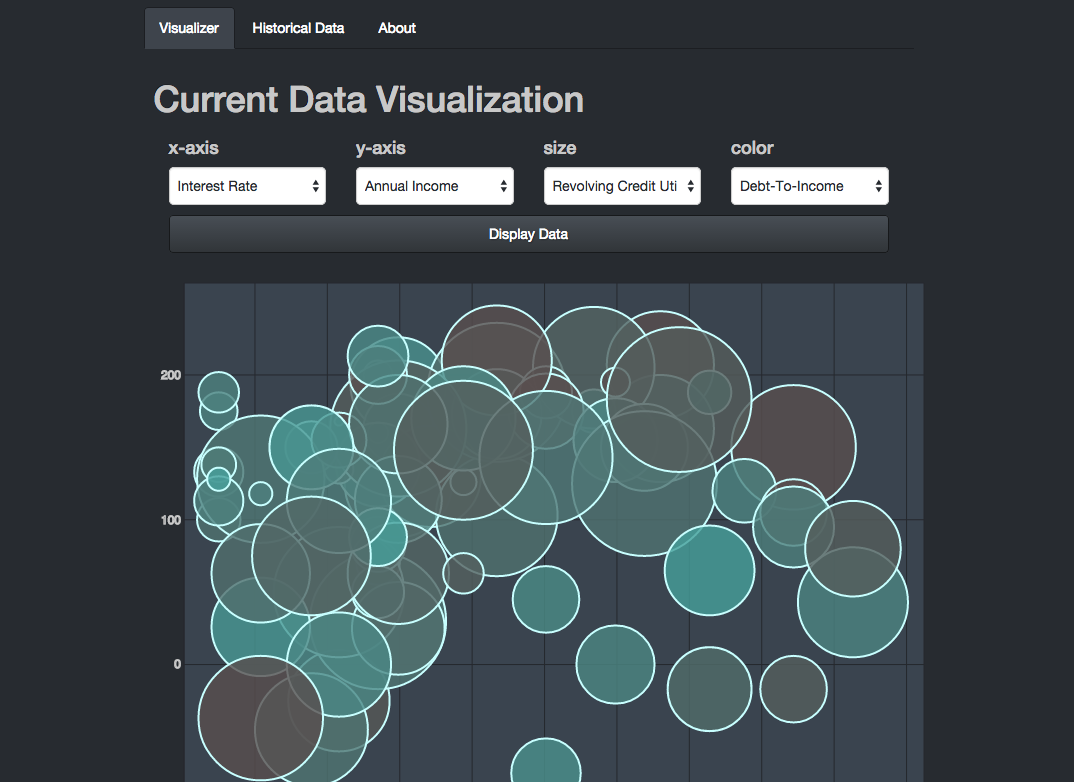 Visualizer Historical Data About
Current Data Visualization
x-axis y-axis size color
Interest Rate Annual Income Revolving Credit Uti Debt-To-Income
Display Data
200
100
0